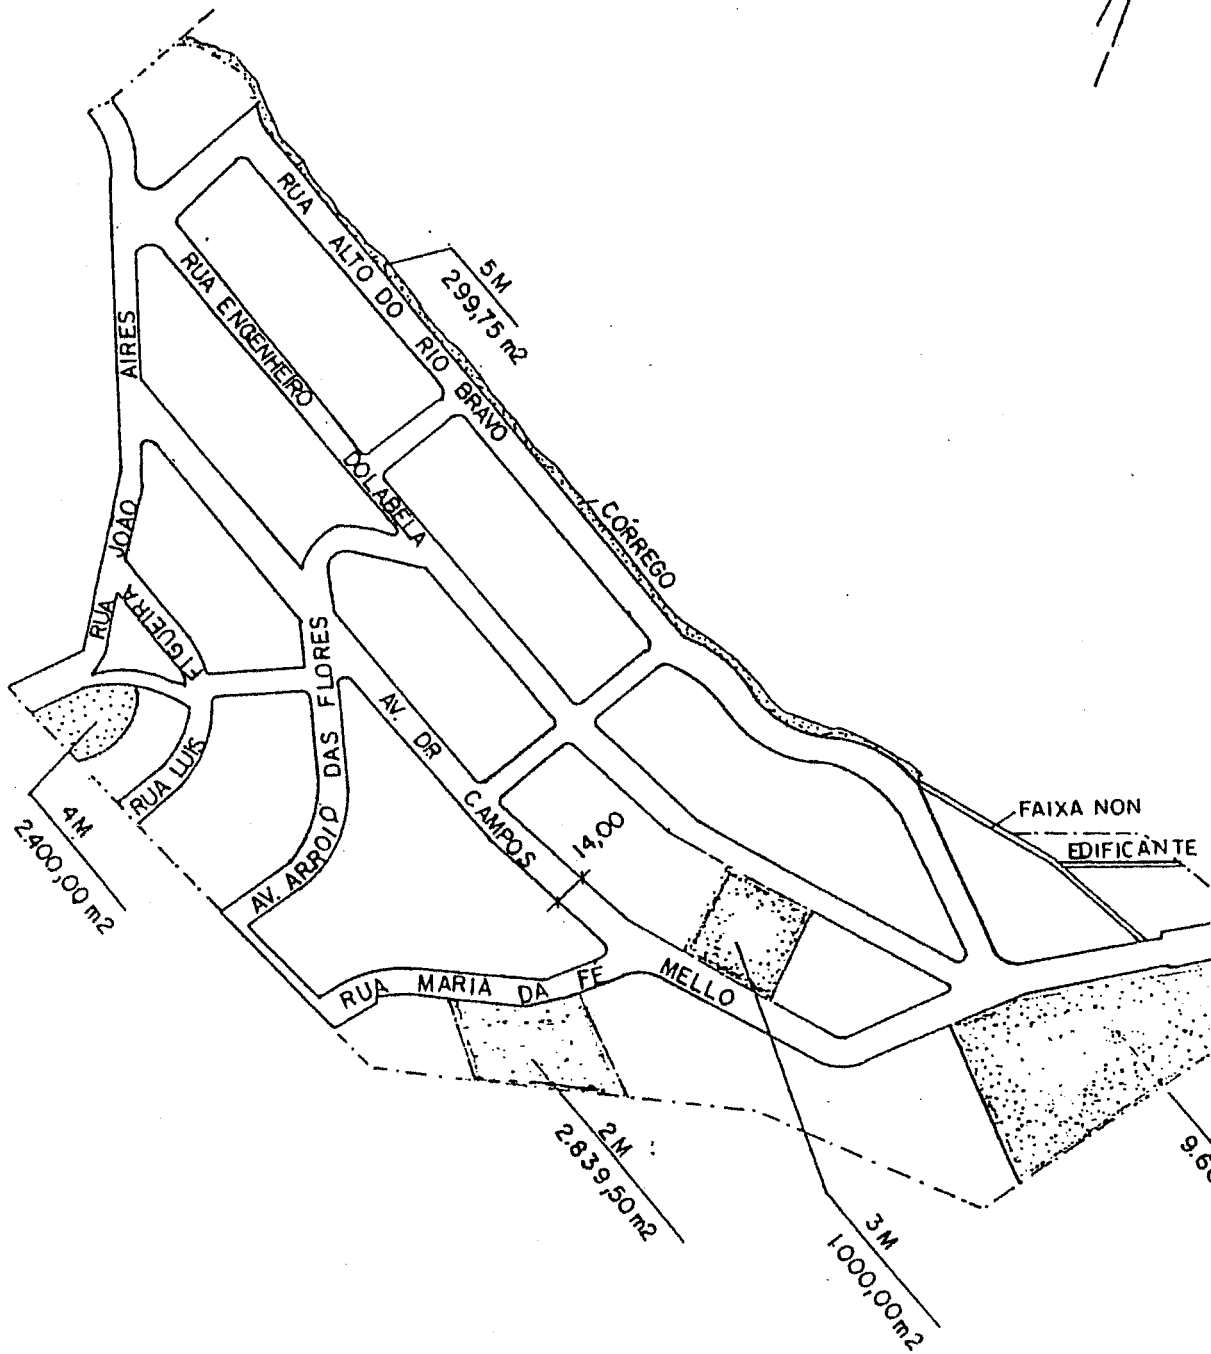 RUA ALTO DO RIO BRAVO
5M
299,75 m2
RUA ENGENHEIRO DOLABELA
RUA JOÃO AIRES
CÓRREGO
RUA LUIS FIGUEIRA
AV. ARROIO DAS FLORES
AV. DR CAMPOS MELLO
14,00
FAIXA NON
EDIFICANTE
4M
2.400,00 m2
RUA MARIA DA FE
2M
2.839,50 m2
3M
1.000,00 m2